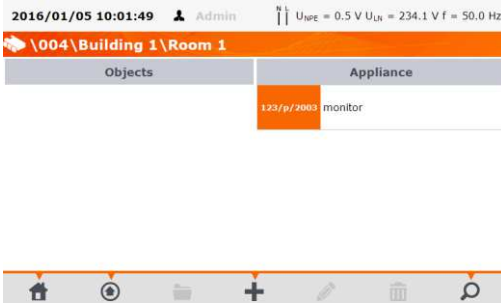 2016/01/05 10:01:49 Admin N L UNPE = 0.5 V ULN = 234.1 V f = 50.0 Hz
\004\Building 1\Room 1
Objects Appliance
123/p/2003 monitor